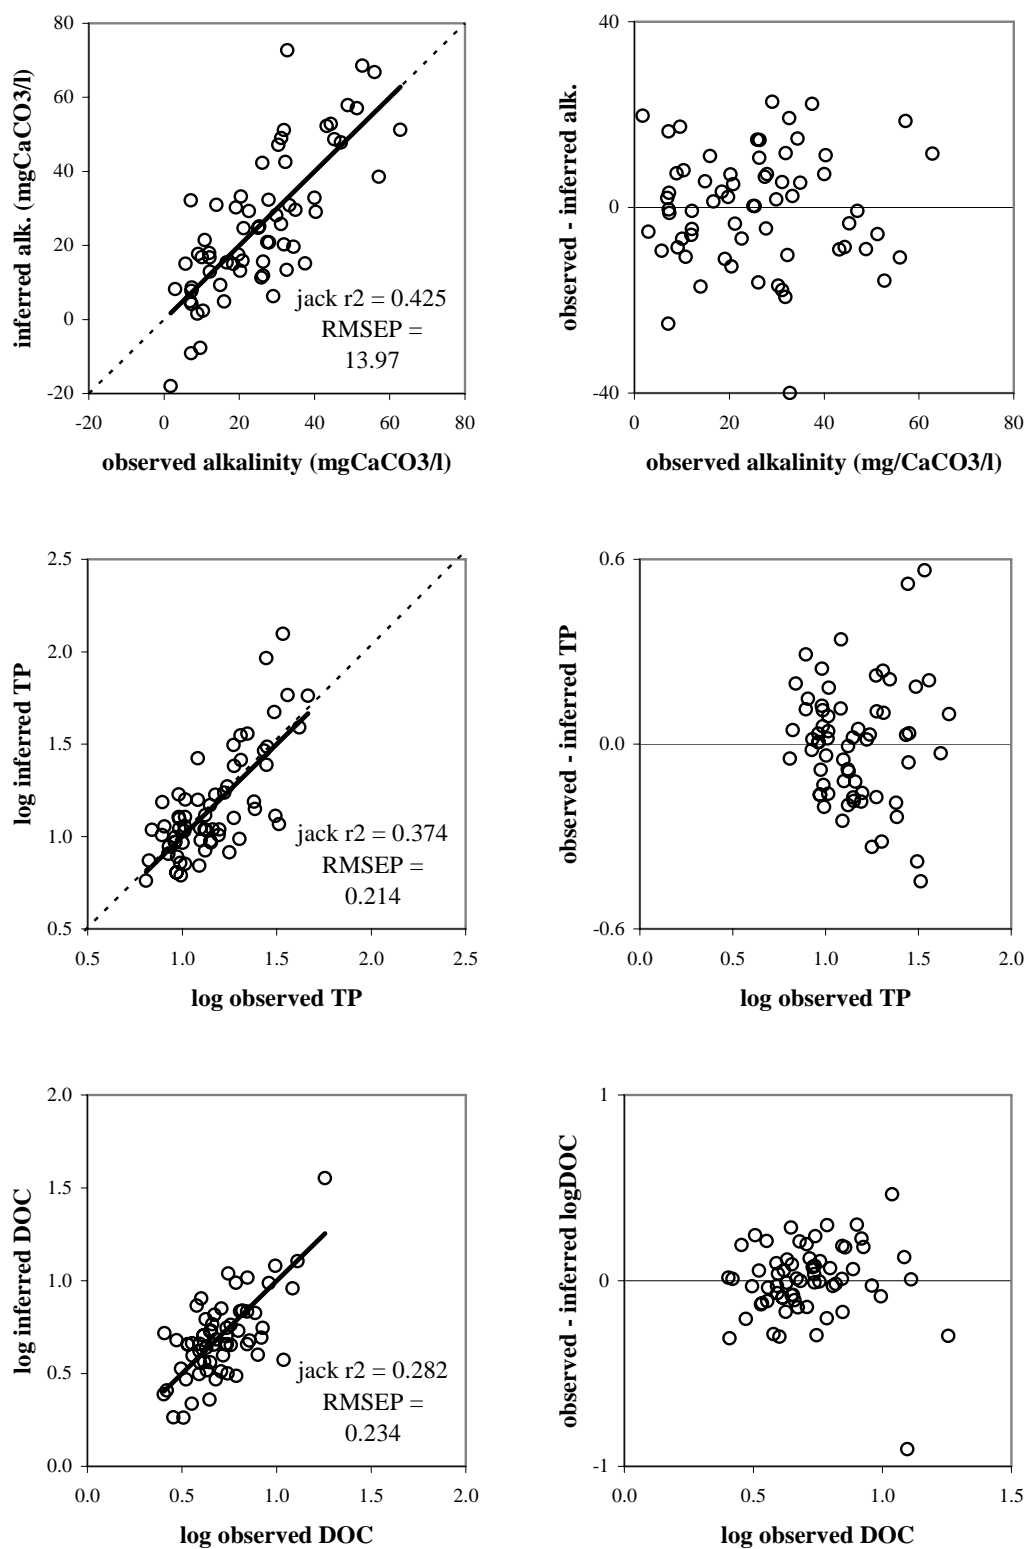 80
60
40
20
0
-20
inferred alk. (mgCaCO3/l)
jack r2 = 0.425
RMSEP =
13.97
-20 0 20 40 60 80
observed alkalinity (mgCaCO3/l)
40
0
-40
observed - inferred alk.
0 20 40 60 80
observed alkalinity (mg/CaCO3/l)
2.5
2.0
1.5
1.0
0.5
log inferred TP
jack r2 = 0.374
RMSEP =
0.214
0.5 1.0 1.5 2.0 2.5
log observed TP
0.6
0.0
-0.6
observed - inferred TP
0.0 0.5 1.0 1.5 2.0
log observed TP
2.0
1.5
1.0
0.5
0.0
log inferred DOC
jack r2 = 0.282
RMSEP =
0.234
0.0 0.5 1.0 1.5 2.0
log observed DOC
1
0
-1
observed - inferred logDOC
0.0 0.5 1.0 1.5
log observed DOC